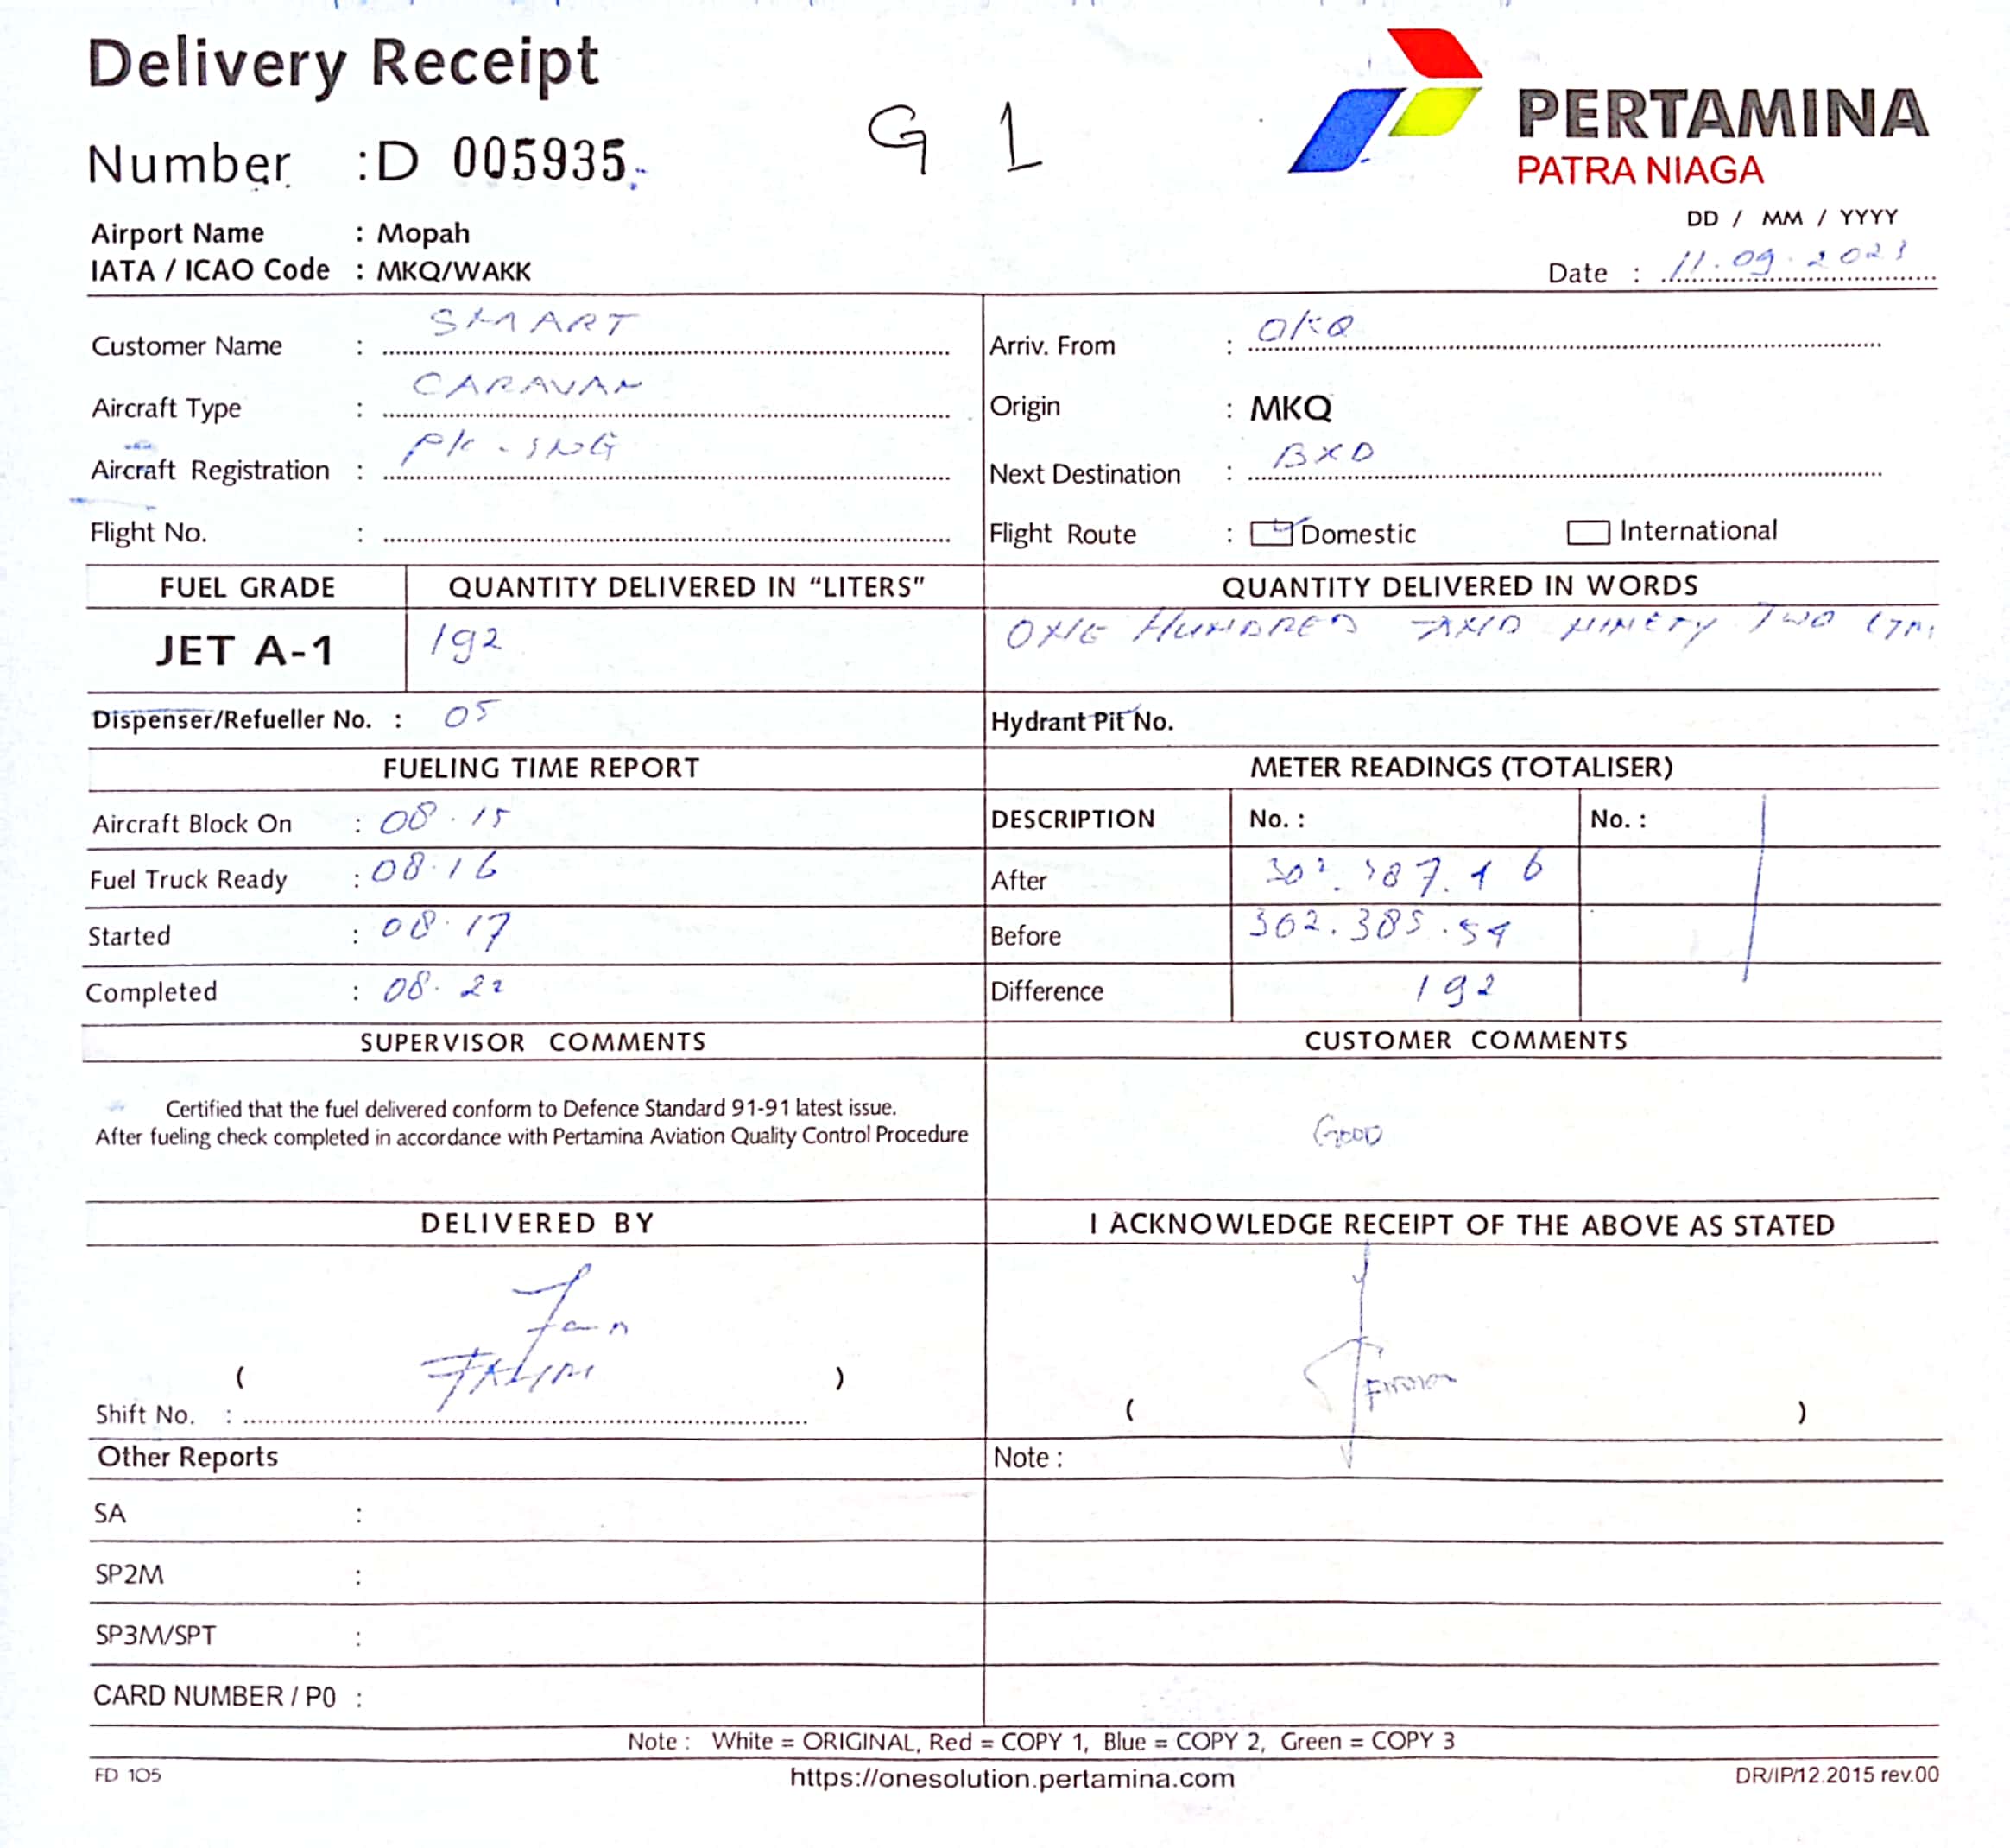 Delivery Receipt
G 1
PERTAMINA
PATRA NIAGA
Number :D 005935
DD / MM / YYYY
Airport Name : Mopah
IATA / ICAO Code : MKQ/WAKK
Date : 11.09.2023
Customer Name : SMART
Arriv. From : OKQ
Aircraft Type : CARAVAN
Origin : MKQ
Aircraft Registration : PK-SNG
Next Destination : BXD
Flight No. :
Flight Route : Domestic International
FUEL GRADE QUANTITY DELIVERED IN “LITERS” QUANTITY DELIVERED IN WORDS
JET A-1 192 ONE HUNDRED AND NINETY TWO LTR
Dispenser/Refueller No. : 05 Hydrant Pit No.
FUELING TIME REPORT METER READINGS (TOTALISER)
Aircraft Block On : 08.15 DESCRIPTION No. : No. :
Fuel Truck Ready : 08.16 After 302.387.46
Started : 08.17 Before 302.385.54
Completed : 08.22 Difference 192
SUPERVISOR COMMENTS CUSTOMER COMMENTS
Certified that the fuel delivered conform to Defence Standard 91-91 latest issue.
After fueling check completed in accordance with Pertamina Aviation Quality Control Procedure
GOOD
DELIVERED BY I ACKNOWLEDGE RECEIPT OF THE ABOVE AS STATED
( )
Shift No. : ( )
Other Reports Note :
SA :
SP2M :
SP3M/SPT :
CARD NUMBER / P0 :
Note : White = ORIGINAL, Red = COPY 1, Blue = COPY 2, Green = COPY 3
FD 105 https://onesolution.pertamina.com DR/IP/12.2015 rev.00